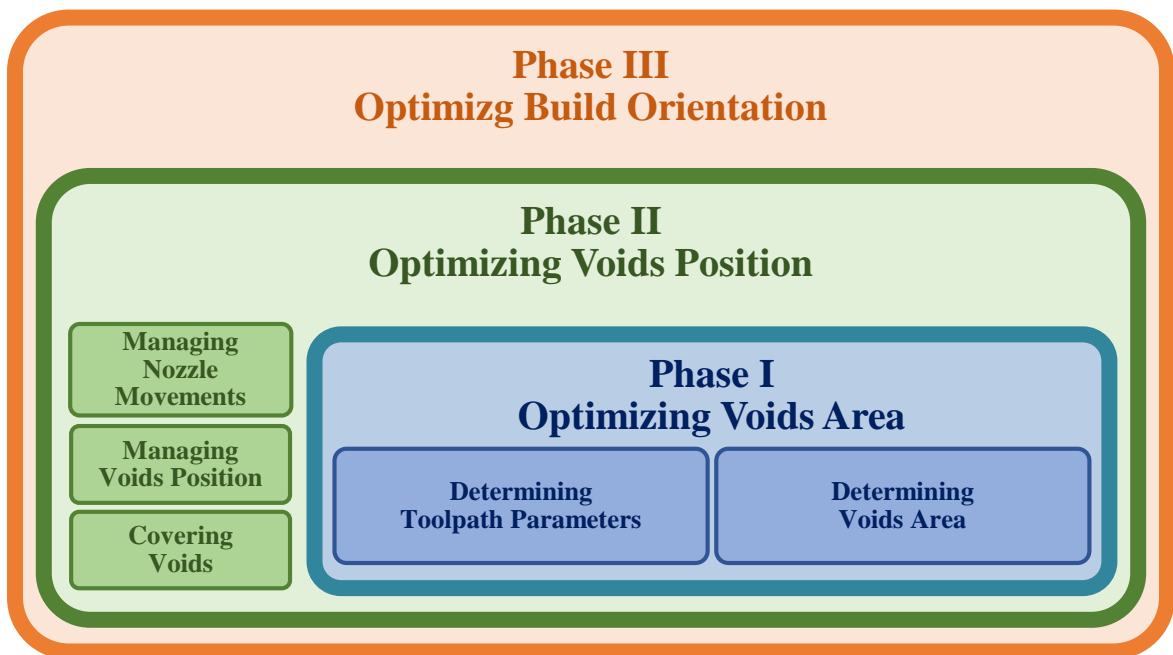 Phase III
Optimizg Build Orientation
Phase II
Optimizing Voids Position
Managing
Nozzle
Movements
Managing
Voids Position
Covering
Voids
Phase I
Optimizing Voids Area
Determining
Toolpath Parameters
Determining
Voids Area